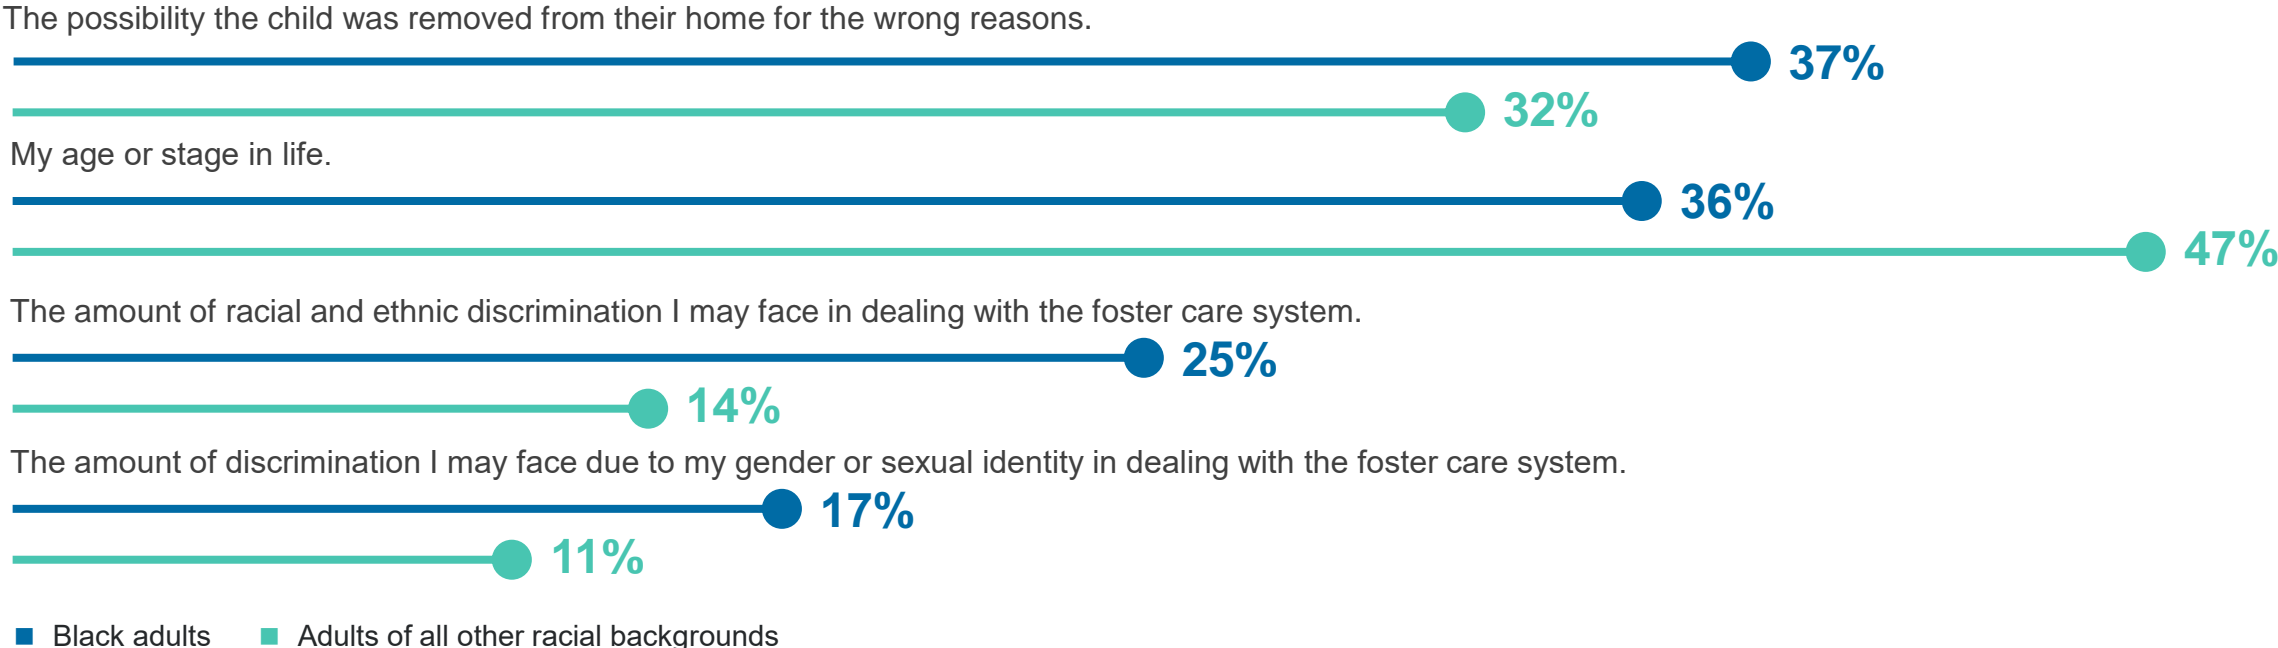 The possibility the child was removed from their home for the wrong reasons.
37%
32%
My age or stage in life.
36%
47%
The amount of racial and ethnic discrimination I may face in dealing with the foster care system.
25%
14%
The amount of discrimination I may face due to my gender or sexual identity in dealing with the foster care system.
17%
11%
Black adults Adults of all other racial backgrounds